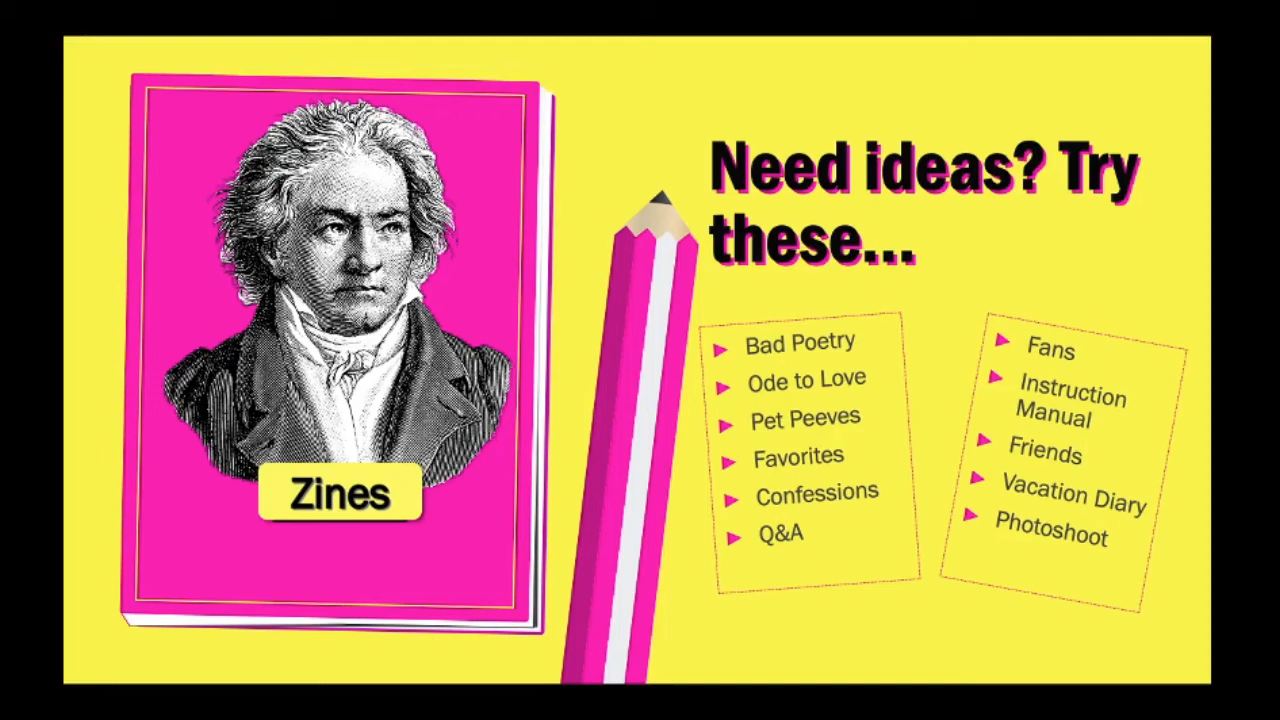 Need ideas? Try
these...
Zines
Bad Poetry
Ode to Love
Pet Peeves
Favorites
Confessions
Q&A
Fans
Instruction
Manual
Friends
Vacation Diary
Photoshoot